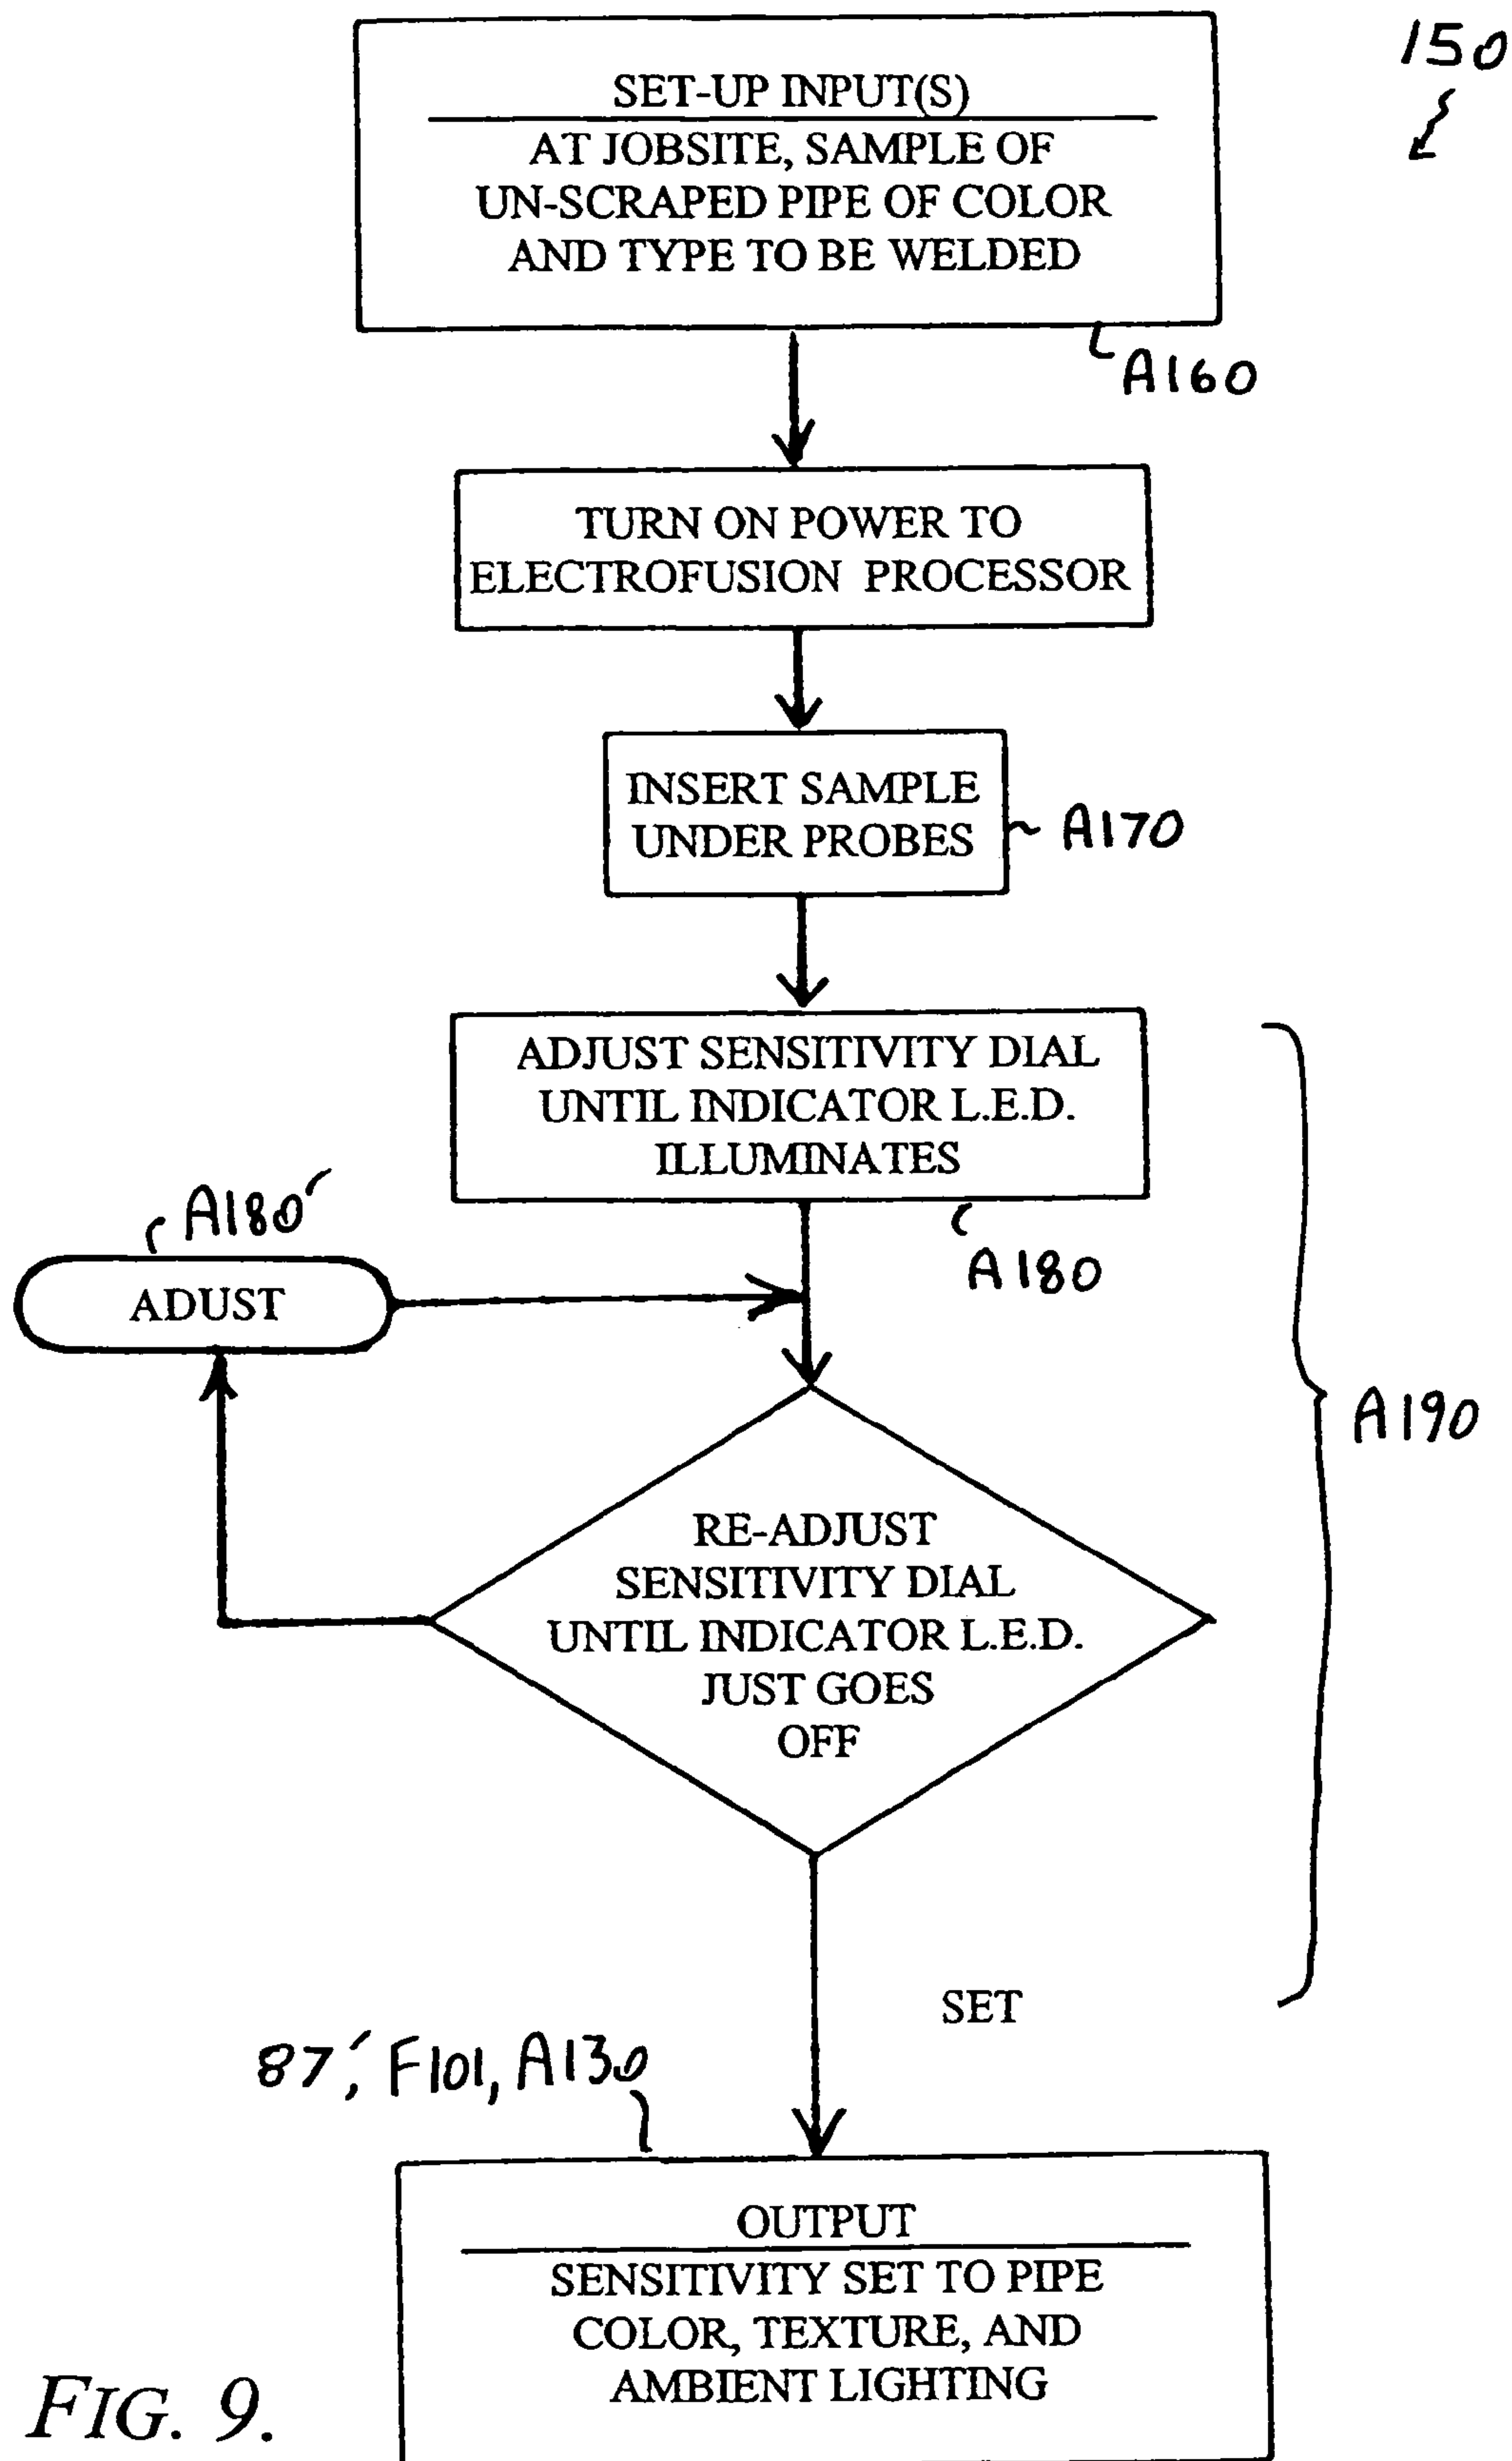 150
SET-UP INPUT(S)
AT JOBSITE, SAMPLE OF
UN-SCRAPED PIPE OF COLOR
AND TYPE TO BE WELDED
A160
TURN ON POWER TO
ELECTROFUSION PROCESSOR
INSERT SAMPLE
UNDER PROBES
A170
ADJUST SENSITIVITY DIAL
UNTIL INDICATOR L.E.D.
ILLUMINATES
A180
A180'
ADUST
RE-ADJUST
SENSITIVITY DIAL
UNTIL INDICATOR L.E.D.
JUST GOES
OFF
A190
SET
87', F101, A130
OUTPUT
SENSITIVITY SET TO PIPE
COLOR, TEXTURE, AND
AMBIENT LIGHTING
FIG. 9.